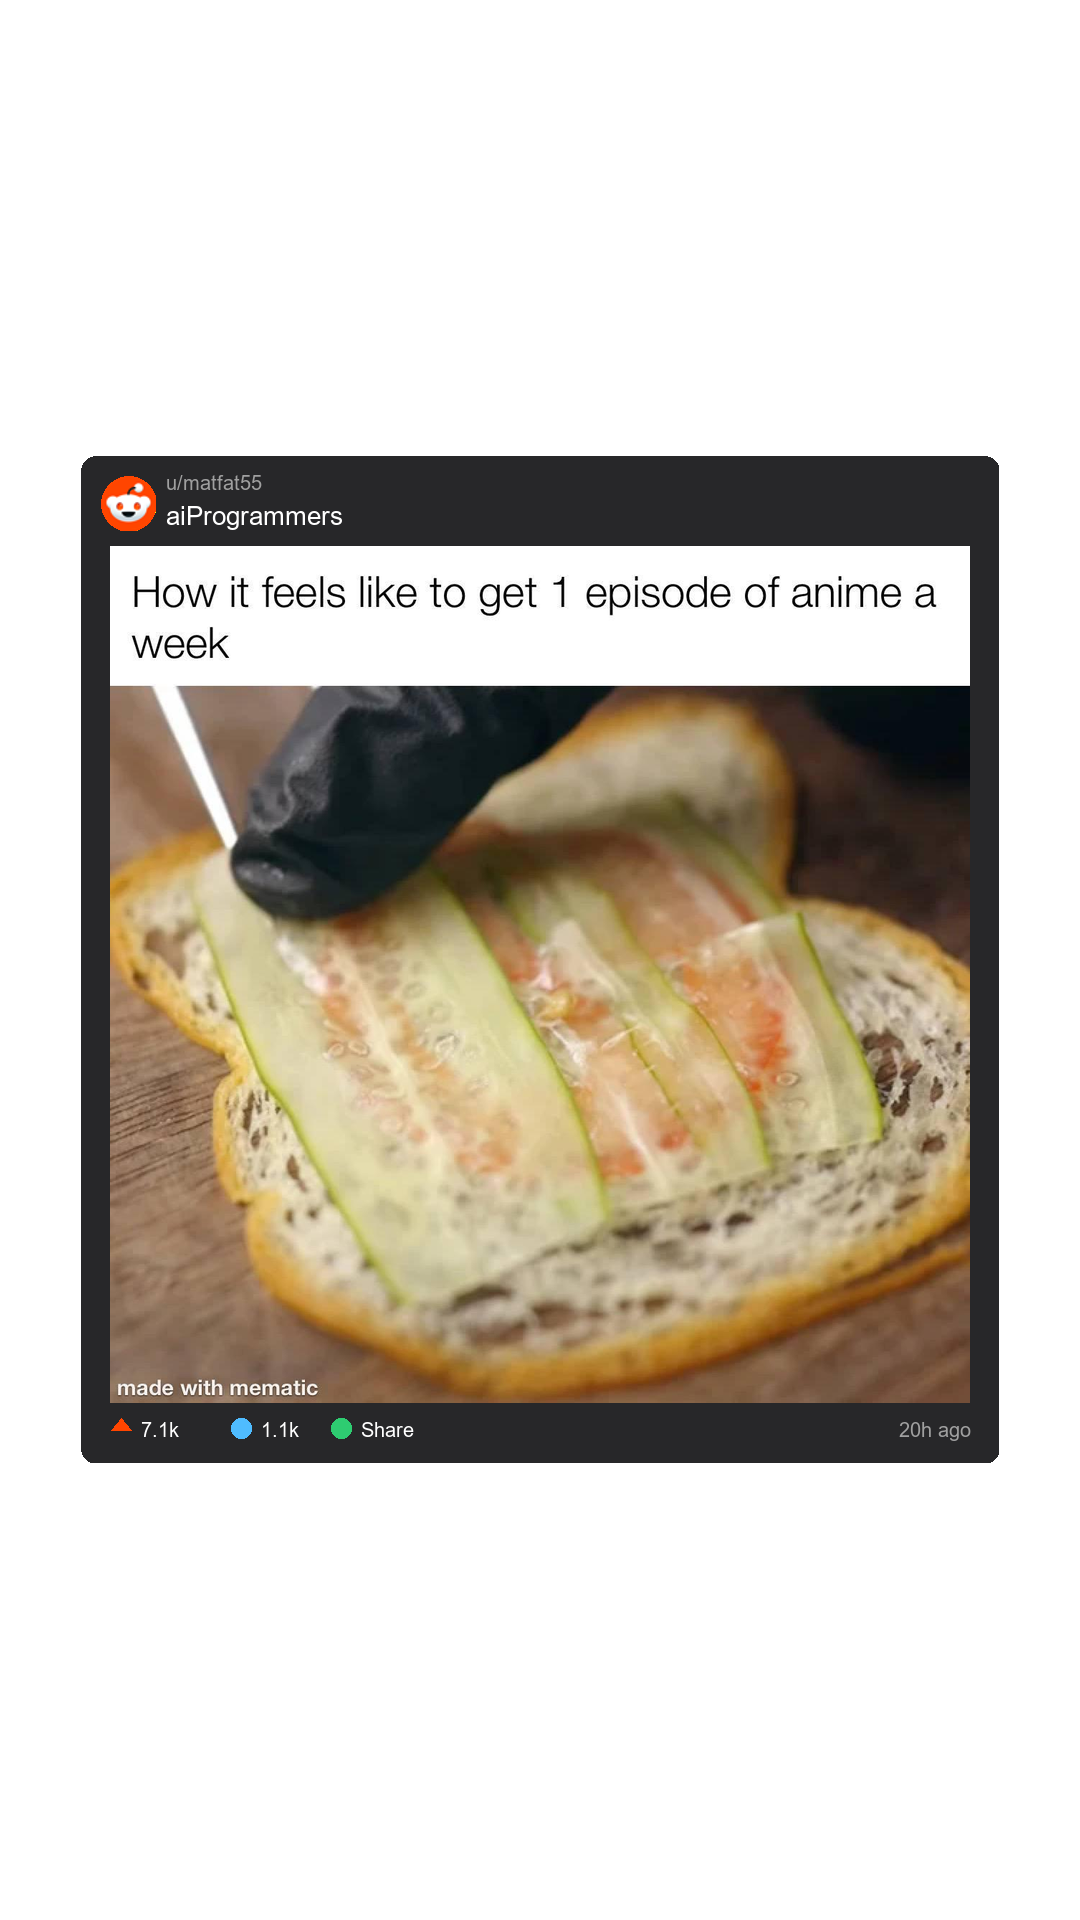 u/matfat55
aiProgrammers
How it feels like to get 1 episode of anime a
week
made with mematic
7.1k 1.1k Share 20h ago